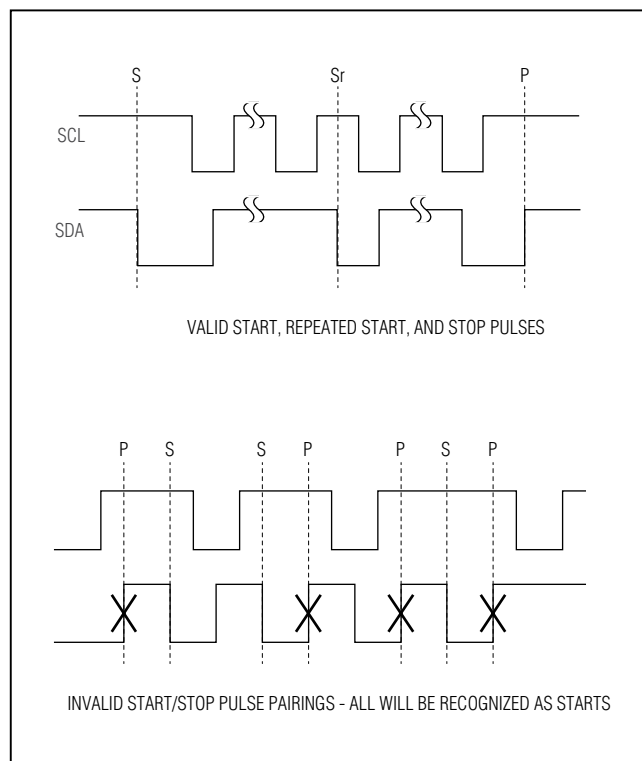 S Sr P
SCL
SDA
VALID START, REPEATED START, AND STOP PULSES
P S S P P S P
INVALID START/STOP PULSE PAIRINGS - ALL WILL BE RECOGNIZED AS STARTS